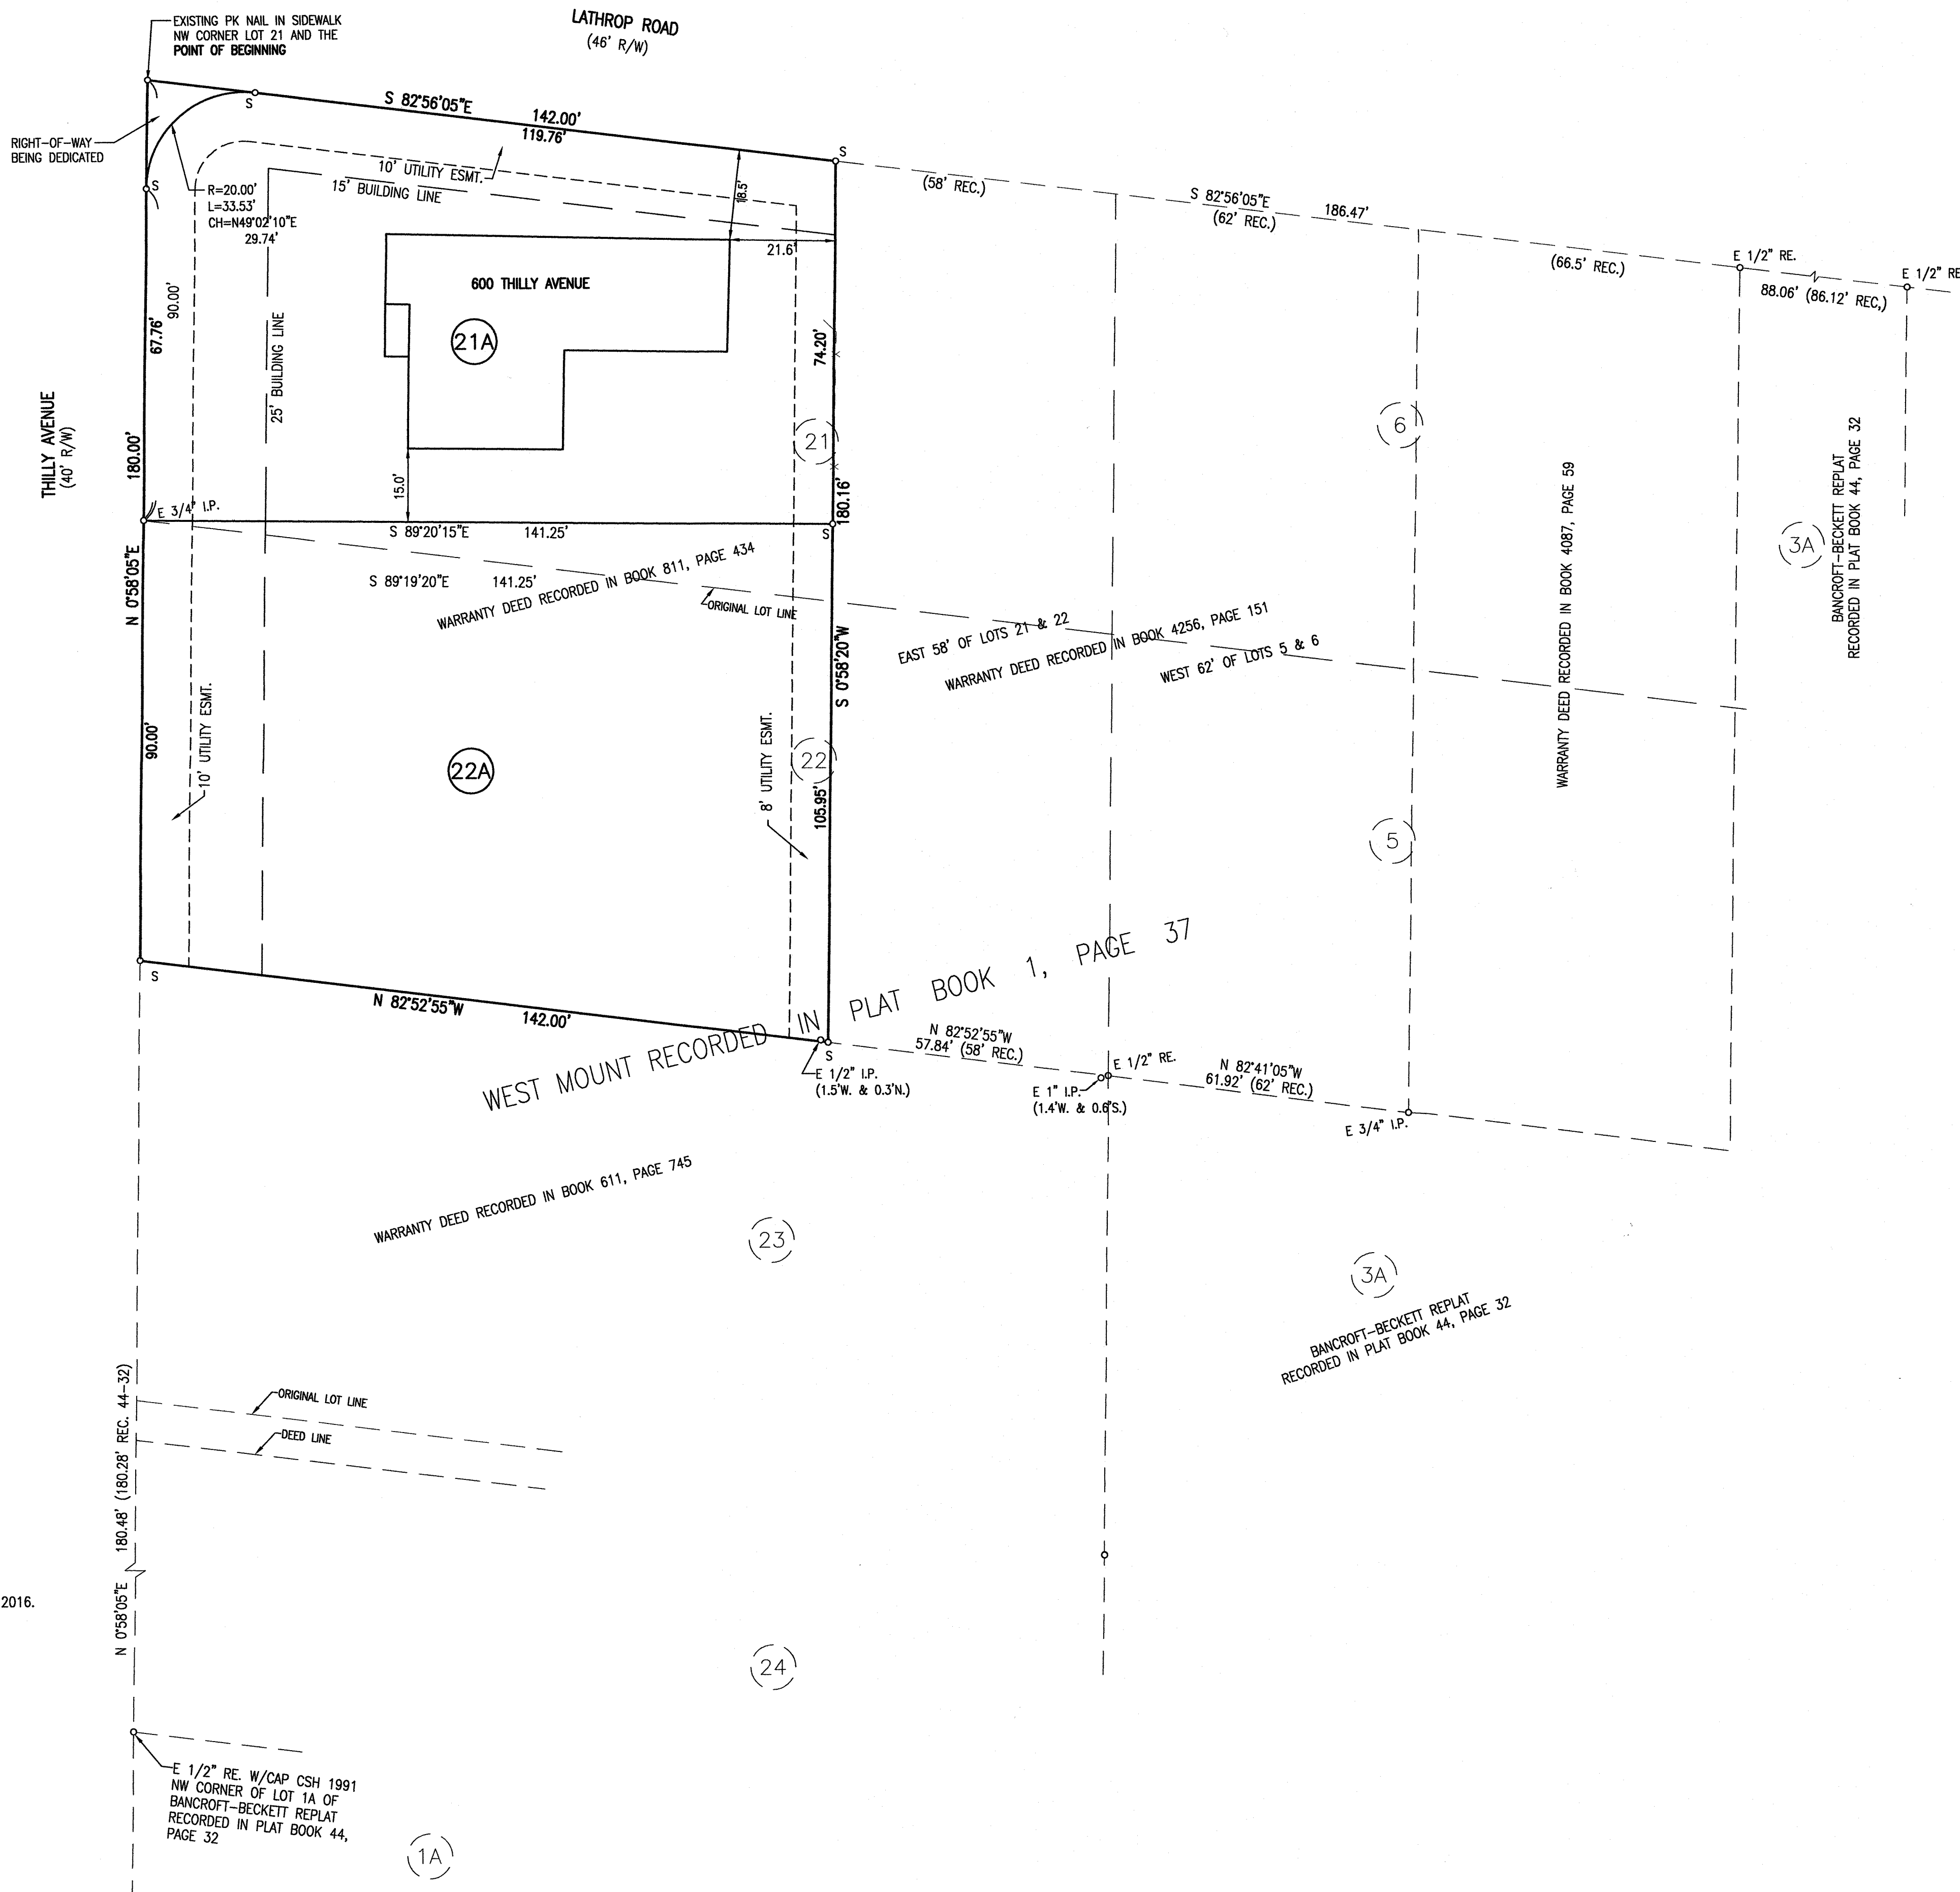 EXISTING PK NAIL IN SIDEWALK
NW CORNER LOT 21 AND THE
POINT OF BEGINNING
LATHROP ROAD
(46' R/W)
S 82°56'05"E
142.00'
119.76'
S
S
RIGHT-OF-WAY
BEING DEDICATED
S
R=20.00'
L=33.53'
CH=N49°02'10"E
29.74'
10' UTILITY ESMT.
15' BUILDING LINE
18.5'
21.6'
(58' REC.)
S 82°56'05"E
186.47'
(62' REC.)
(66.5' REC.)
E 1/2" RE.
88.06' (86.12' REC,)
E 1/2" RE
600 THILLY AVENUE
21A
67.76'
90.00'
25' BUILDING LINE
74.20'
THILLY AVENUE
(40' R/W)
180.00'
21
6
15.0'
180.16'
E 3/4" I.P.
S 89°20'15"E
141.25'
S
S 89°19'20"E
141.25'
WARRANTY DEED RECORDED IN BOOK 811, PAGE 434
ORIGINAL LOT LINE
N 0°58'05"E
S 0°58'20"W
EAST 58' OF LOTS 21 & 22
WARRANTY DEED RECORDED IN BOOK 4256, PAGE 151
WEST 62' OF LOTS 5 & 6
WARRANTY DEED RECORDED IN BOOK 4087, PAGE 59
3A
BANCROFT-BECKETT REPLAT
RECORDED IN PLAT BOOK 44, PAGE 32
90.00'
10' UTILITY ESMT.
22A
8' UTILITY ESMT.
22
105.95'
5
S
N 82°52'55"W
142.00'
S
WEST MOUNT RECORDED IN PLAT BOOK 1, PAGE 37
E 1/2" I.P.
(1.5'W. & 0.3'N.)
N 82°52'55"W
57.84' (58' REC.)
E 1/2" RE.
E 1" I.P.
(1.4'W. & 0.6'S.)
N 82°41'05"W
61.92' (62' REC.)
E 3/4" I.P.
WARRANTY DEED RECORDED IN BOOK 611, PAGE 745
23
3A
BANCROFT-BECKETT REPLAT
RECORDED IN PLAT BOOK 44, PAGE 32
ORIGINAL LOT LINE
DEED LINE
180.48' (180.28' REC. 44-32)
N 0°58'05"E
2016.
24
E 1/2" RE. W/CAP CSH 1991
NW CORNER OF LOT 1A OF
BANCROFT-BECKETT REPLAT
RECORDED IN PLAT BOOK 44,
PAGE 32
1A